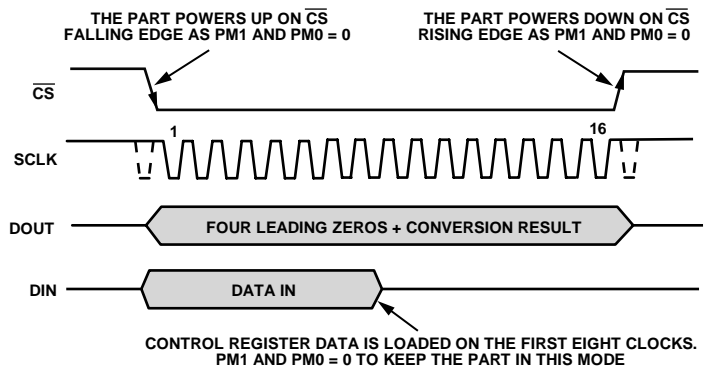 THE PART POWERS UP ON CS
FALLING EDGE AS PM1 AND PM0 = 0
THE PART POWERS DOWN ON CS
RISING EDGE AS PM1 AND PM0 = 0
CS
1
16
SCLK
DOUT
FOUR LEADING ZEROS + CONVERSION RESULT
DIN
DATA IN
CONTROL REGISTER DATA IS LOADED ON THE FIRST EIGHT CLOCKS.
PM1 AND PM0 = 0 TO KEEP THE PART IN THIS MODE